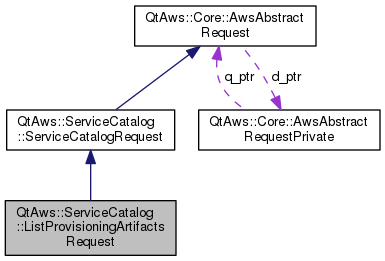 QtAws::Core::AwsAbstract
Request
q_ptr
d_ptr
QtAws::ServiceCatalog
::ServiceCatalogRequest
QtAws::Core::AwsAbstract
RequestPrivate
QtAws::ServiceCatalog
::ListProvisioningArtifacts
Request